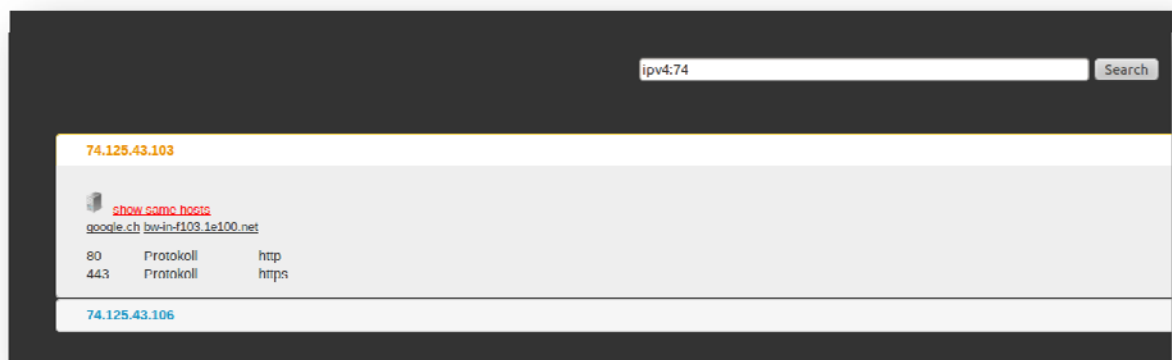 ipv4:74 Search
74.125.43.103
show same hosts
google.ch bw-in-f103.1e100.net
80 Protokoll http
443 Protokoll https
74.125.43.106